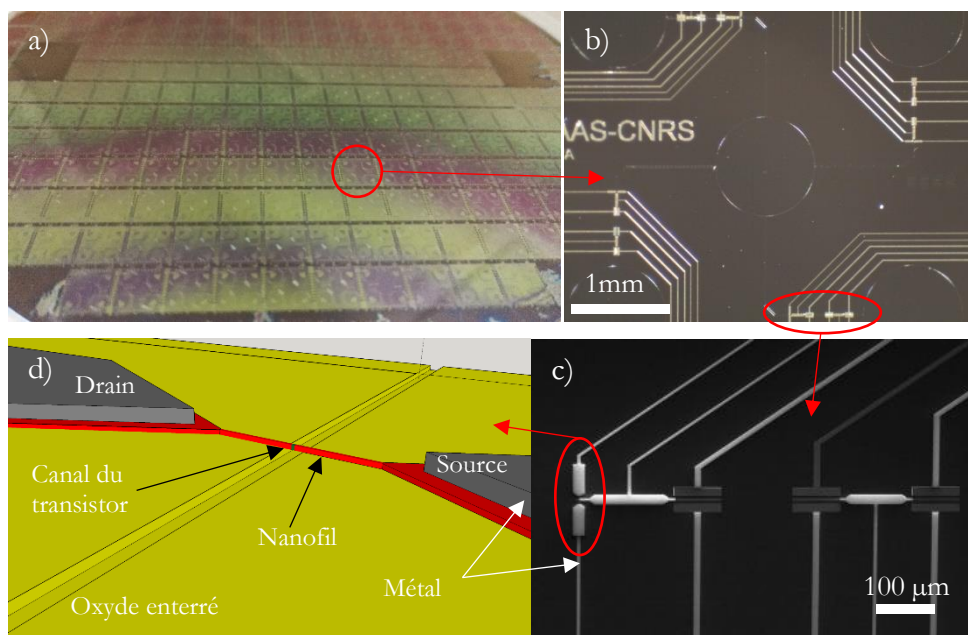 a)
b)
AAS-CNRS
A
1mm
d)
Drain
Source
Canal du
transistor
Nanofil
Métal
Oxyde enterré
c)
100 µm